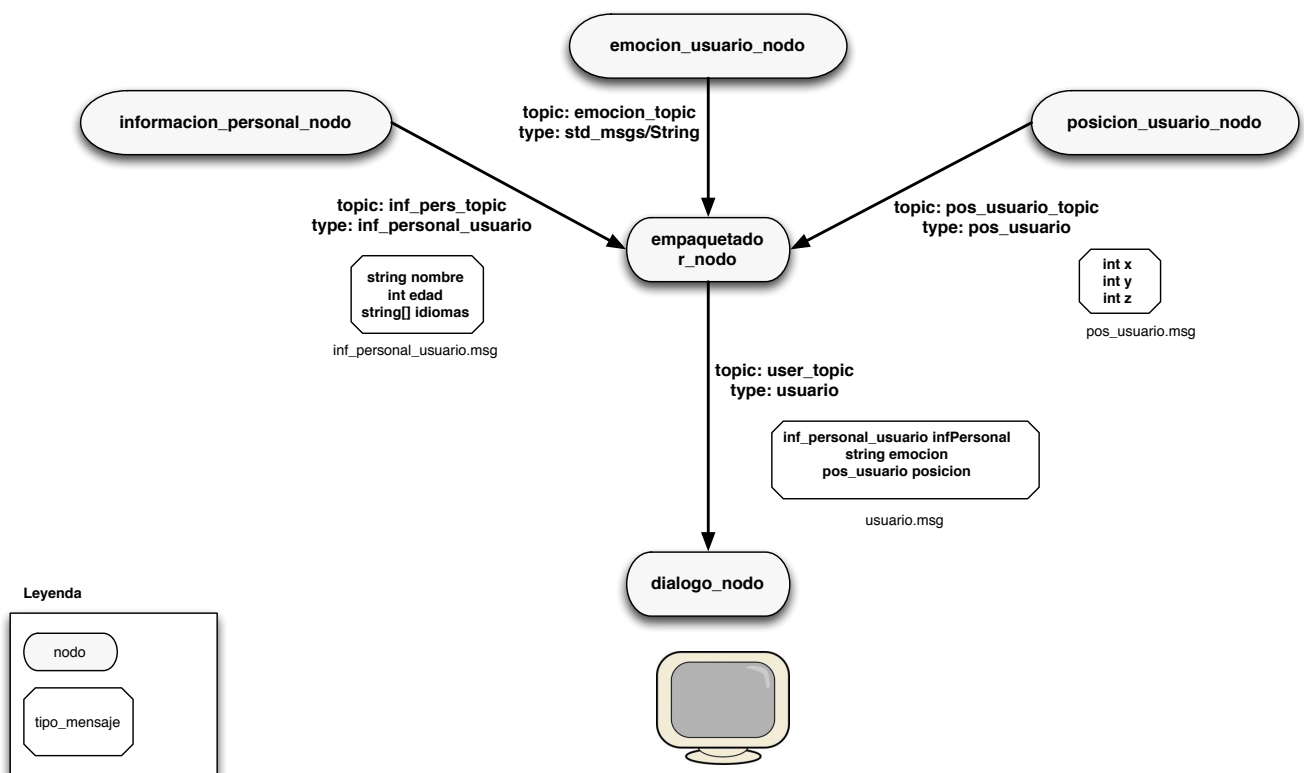 emocion_usuario_nodo
informacion_personal_nodo
posicion_usuario_nodo
topic: emocion_topic
type: std_msgs/String
topic: inf_pers_topic
type: inf_personal_usuario
topic: pos_usuario_topic
type: pos_usuario
empaquetado
r_nodo
string nombre
int edad
string[] idiomas
inf_personal_usuario.msg
int x
int y
int z
pos_usuario.msg
topic: user_topic
type: usuario
inf_personal_usuario infPersonal
string emocion
pos_usuario posicion
usuario.msg
dialogo_nodo
Leyenda
nodo
tipo_mensaje